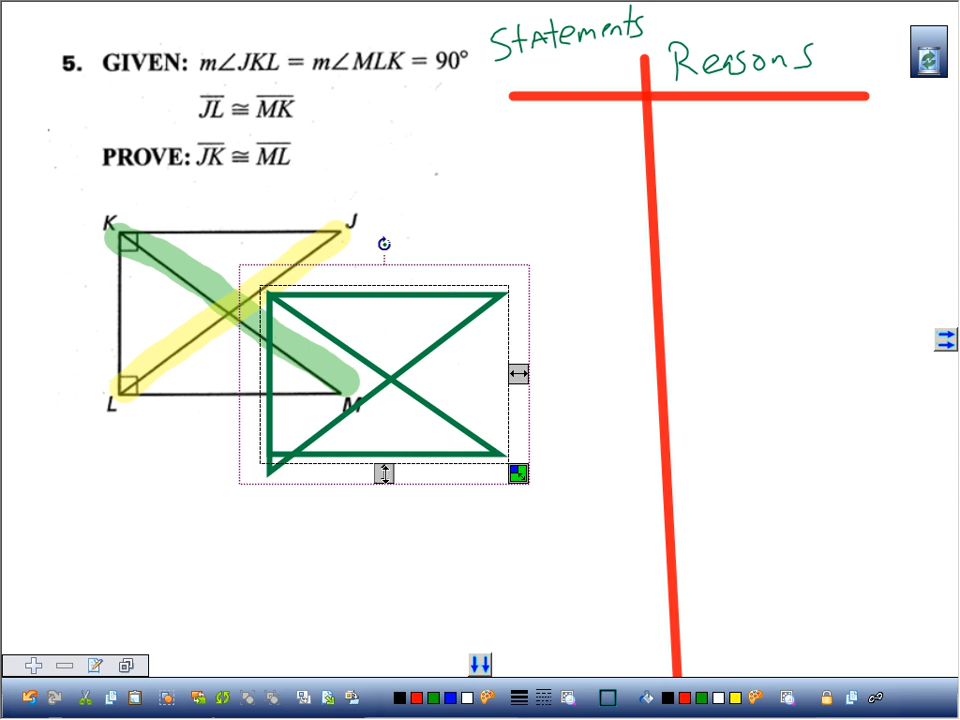 5. GIVEN: m∠JKL = m∠MLK = 90°
JL ≅ MK
PROVE: JK ≅ ML
Statements
Reasons
K
J
L
M